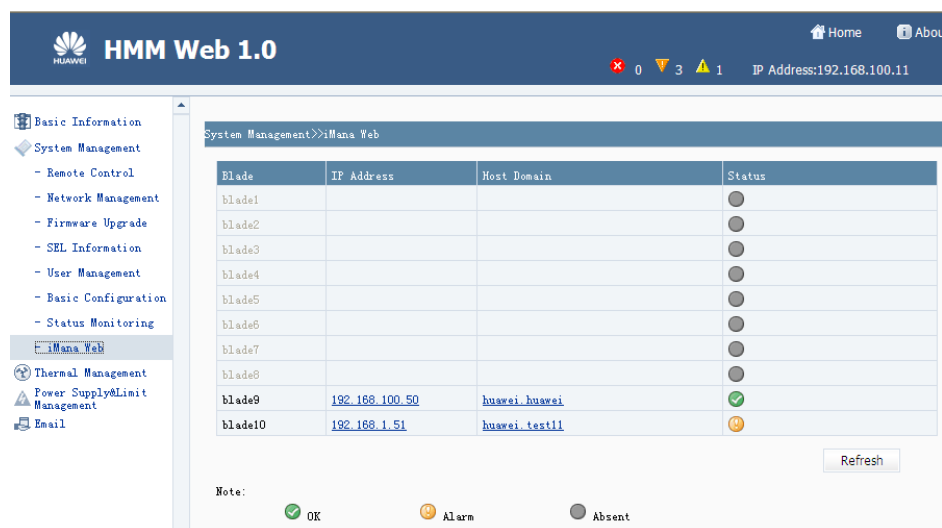 HUAWEI
HMM Web 1.0
Home
Abou
0 3 1 IP Address:192.168.100.11
Basic Information
System Management
- Remote Control
- Network Management
- Firmware Upgrade
- SEL Information
- User Management
- Basic Configuration
- Status Monitoring
- iMana Web
Thermal Management
Power Supply&Limit
Management
Email
System Management>>iMana Web
Blade IP Address Host Domain Status
blade1
blade2
blade3
blade4
blade5
blade6
blade7
blade8
blade9 192.168.100.50 huawei.huawei
blade10 192.168.1.51 huawei.test11
Refresh
Note:
OK Alarm Absent